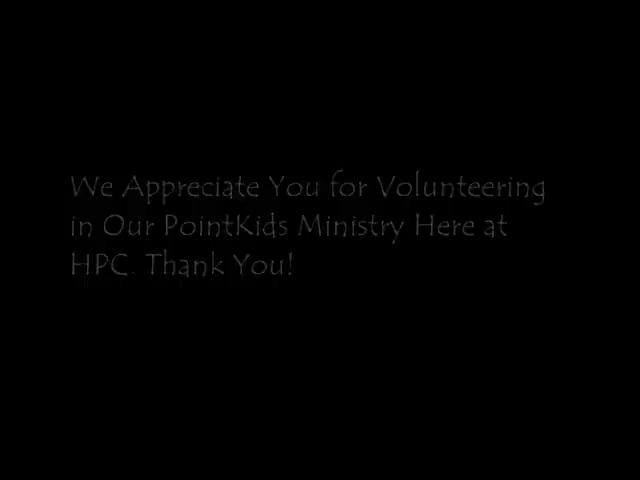 We Appreciate You for Volunteering
in Our PointKids Ministry Here at
HPC. Thank You!